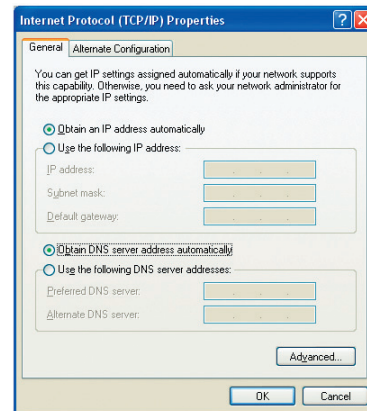 Internet Protocol (TCP/IP) Properties
General
Alternate Configuration
You can get IP settings assigned automatically if your network supports
this capability. Otherwise, you need to ask your network administrator for
the appropriate IP settings.
Obtain an IP address automatically
Use the following IP address:
IP address:
Subnet mask:
Default gateway:
Obtain DNS server address automatically
Use the following DNS server addresses:
Preferred DNS server:
Alternate DNS server:
Advanced...
OK
Cancel